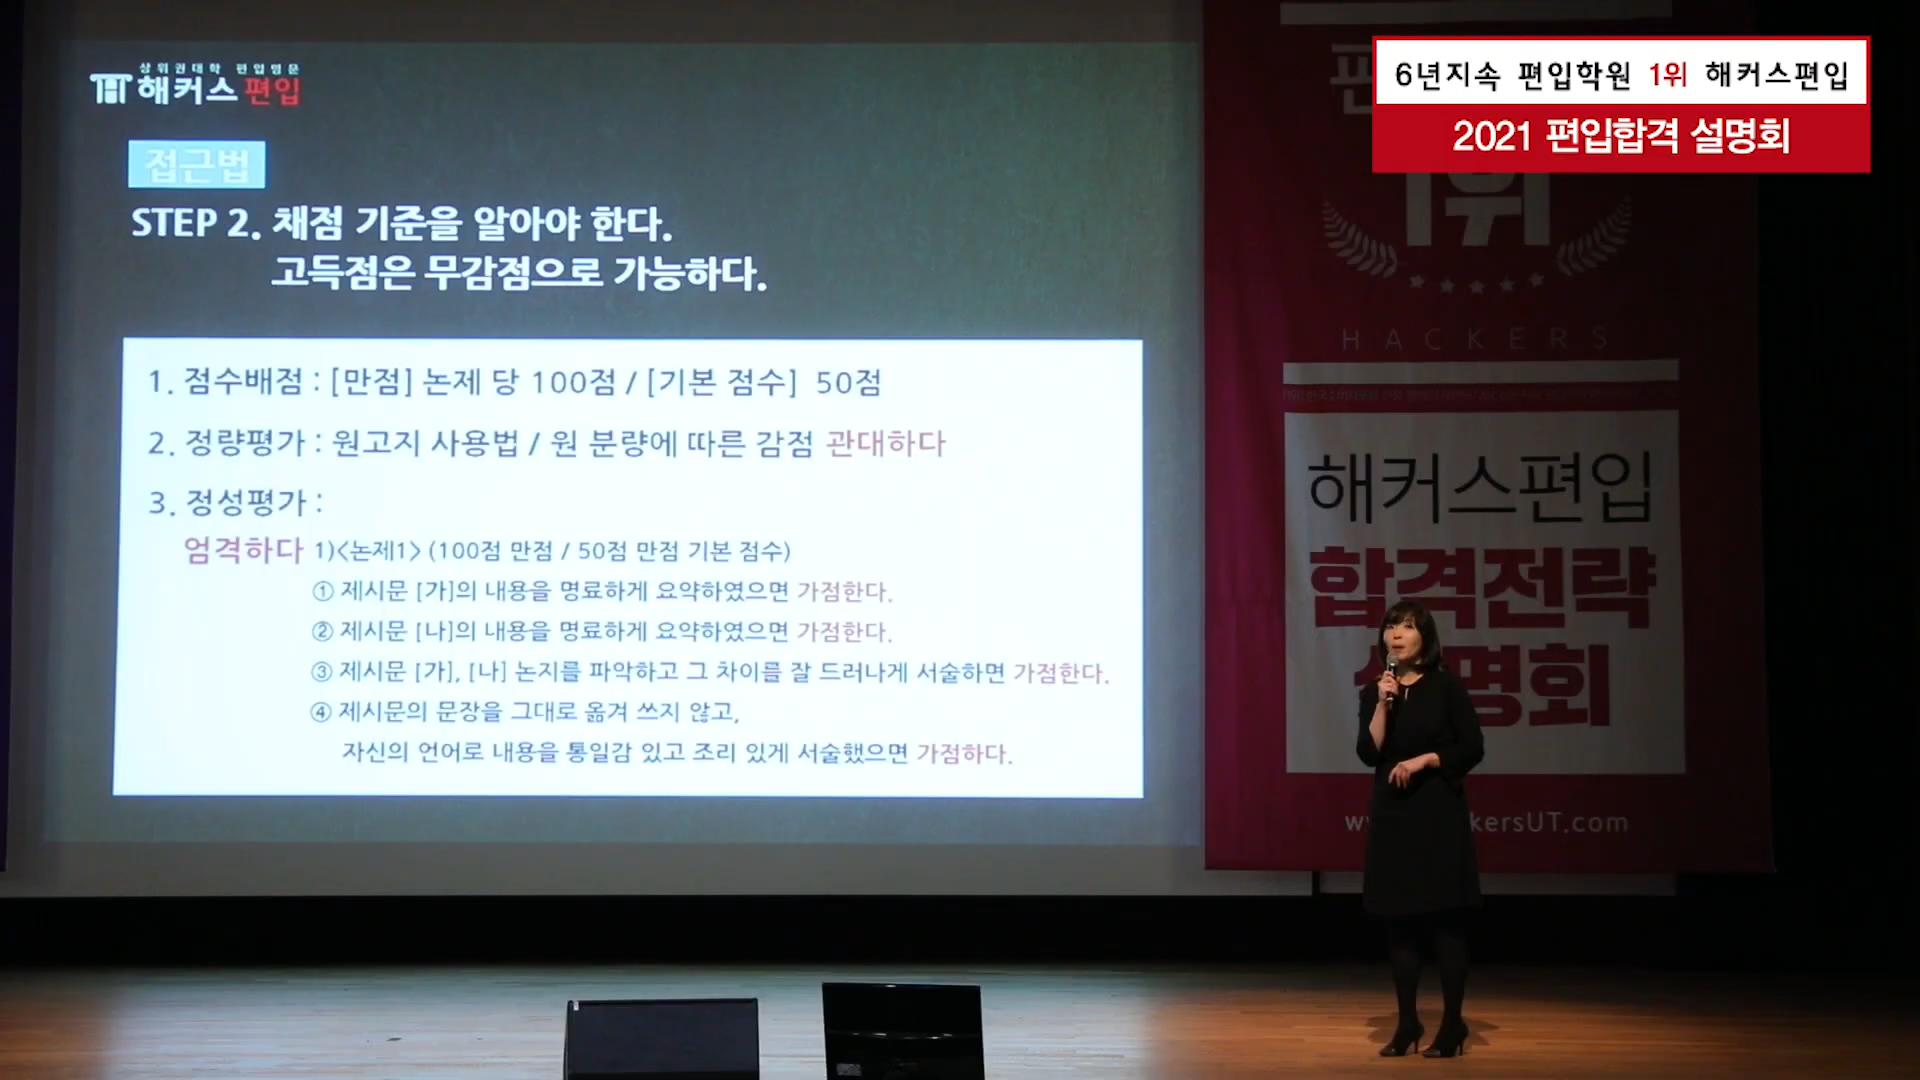 상위권대학 편입명문
해커스편입
접근법
STEP 2. 채점 기준을 알아야 한다.
고득점은 무감점으로 가능하다.
1. 점수배점 : [만점] 논제 당 100점 / [기본 점수] 50점
2. 정량평가 : 원고지 사용법 / 원 분량에 따른 감점 관대하다
3. 정성평가 :
엄격하다 1)<논제1> (100점 만점 / 50점 만점 기본 점수)
① 제시문 [가]의 내용을 명료하게 요약하였으면 가점한다.
② 제시문 [나]의 내용을 명료하게 요약하였으면 가점한다.
③ 제시문 [가], [나] 논지를 파악하고 그 차이를 잘 드러나게 서술하면 가점한다.
④ 제시문의 문장을 그대로 옮겨 쓰지 않고,
자신의 언어로 내용을 통일감 있고 조리 있게 서술했으면 가점하다.
6년지속 편입학원 1위 해커스편입
2021 편입합격 설명회
1위
HACKERS
해커스편입
합격전략
설명회
kersUT.com